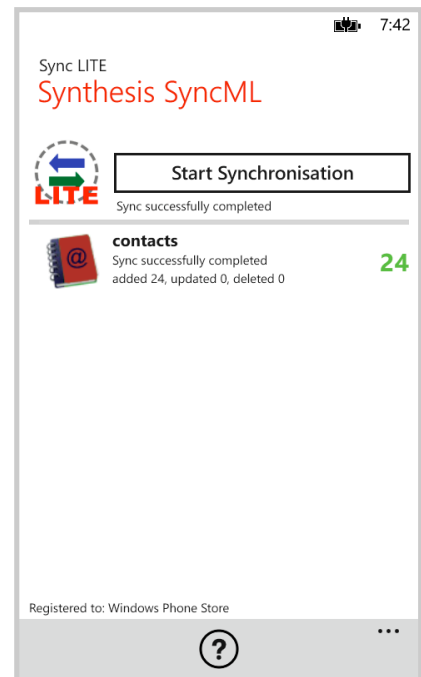 7:42
Sync LITE
Synthesis SyncML
LITE
Start Synchronisation
Sync successfully completed
@
contacts
Sync successfully completed
added 24, updated 0, deleted 0
24
Registered to: Windows Phone Store
...
?